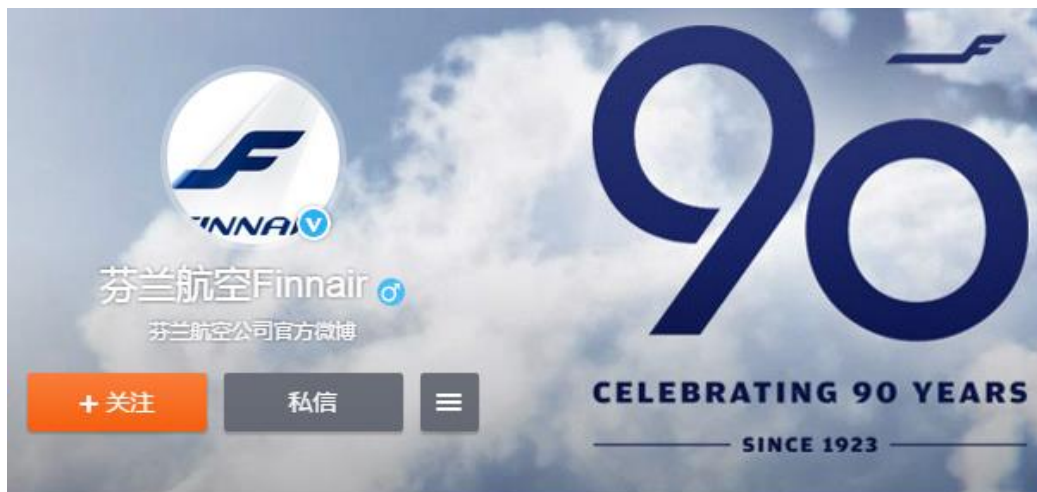 FINNAIR
芬兰航空Finnair
芬兰航空公司官方微博
+关注
私信
90
CELEBRATING 90 YEARS
SINCE 1923